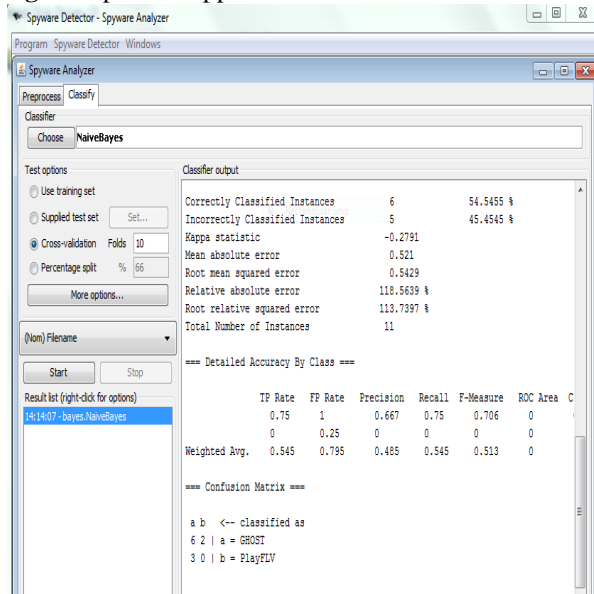 Spyware Detector - Spyware Analyzer
Program Spyware Detector Windows
Spyware Analyzer
Preprocess Classify
Classifier
Choose NaiveBayes
Test options
Use training set
Supplied test set Set...
Cross-validation Folds 10
Percentage split % 66
More options...
(Nom) Filename
Start Stop
Result list (right-click for options)
14:14:07 - bayes.NaiveBayes
Classifier output
Correctly Classified Instances 6 54.5455 %
Incorrectly Classified Instances 5 45.4545 %
Kappa statistic -0.2791
Mean absolute error 0.521
Root mean squared error 0.5429
Relative absolute error 118.5639 %
Root relative squared error 113.7397 %
Total Number of Instances 11
=== Detailed Accuracy By Class ===
TP Rate FP Rate Precision Recall F-Measure ROC Area C
0.75 1 0.667 0.75 0.706 0
0 0.25 0 0 0 0
Weighted Avg. 0.545 0.795 0.485 0.545 0.513 0
=== Confusion Matrix ===
a b <-- classified as
6 2 | a = GHOST
3 0 | b = PlayFLV